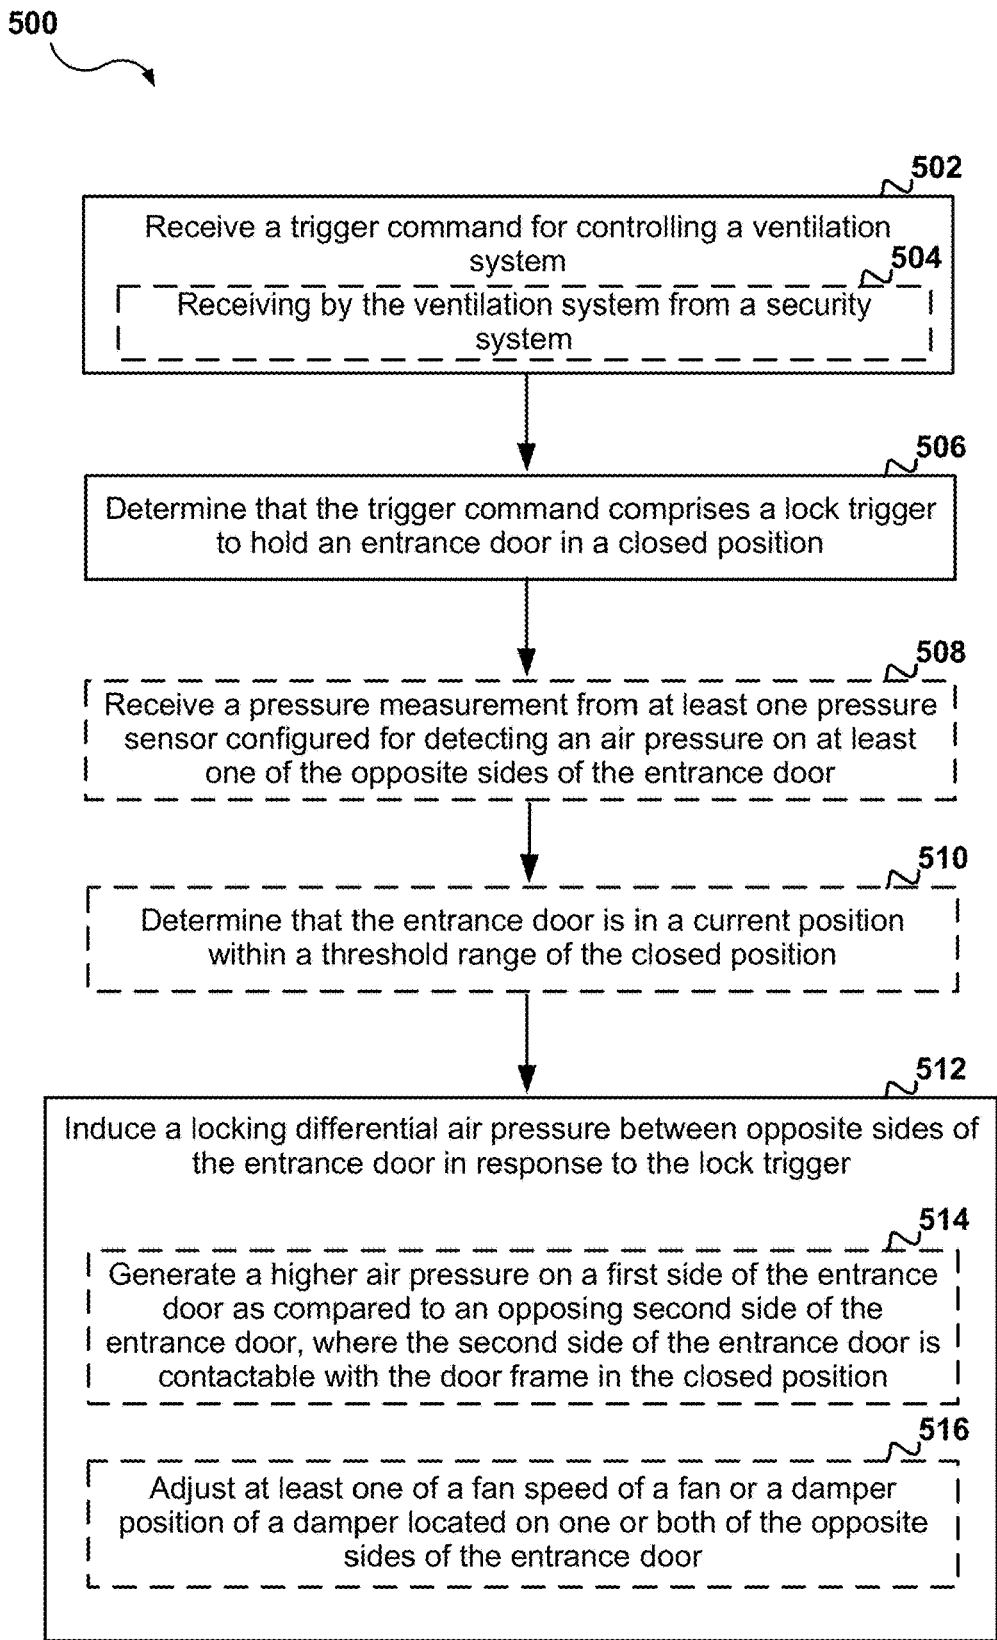 500
502
Receive a trigger command for controlling a ventilation
system
504
Receiving by the ventilation system from a security
system
506
Determine that the trigger command comprises a lock trigger
to hold an entrance door in a closed position
508
Receive a pressure measurement from at least one pressure
sensor configured for detecting an air pressure on at least
one of the opposite sides of the entrance door
510
Determine that the entrance door is in a current position
within a threshold range of the closed position
512
Induce a locking differential air pressure between opposite sides of
the entrance door in response to the lock trigger
514
Generate a higher air pressure on a first side of the entrance
door as compared to an opposing second side of the
entrance door, where the second side of the entrance door is
contactable with the door frame in the closed position
516
Adjust at least one of a fan speed of a fan or a damper
position of a damper located on one or both of the opposite
sides of the entrance door